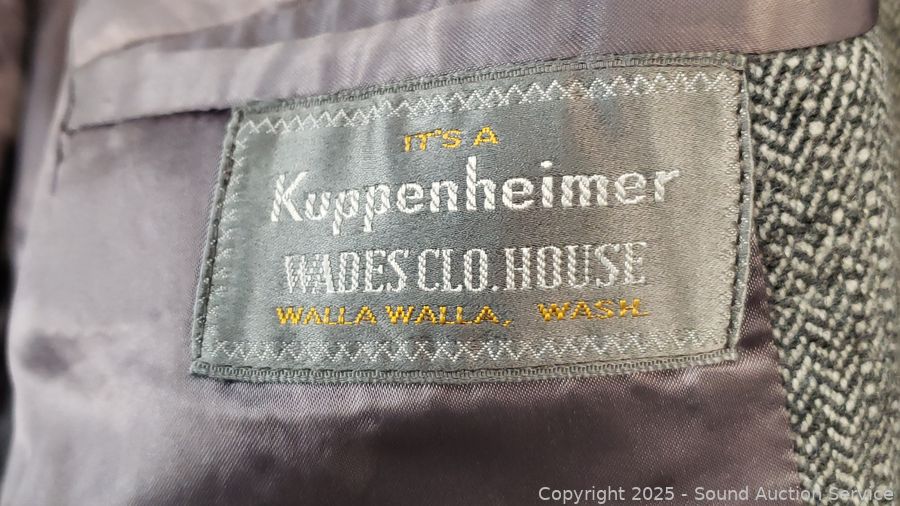 IT'S A
Kuppenheimer
WADES CLO. HOUSE
WALLA WALLA, WASH.
Copyright 2025 - Sound Auction Service